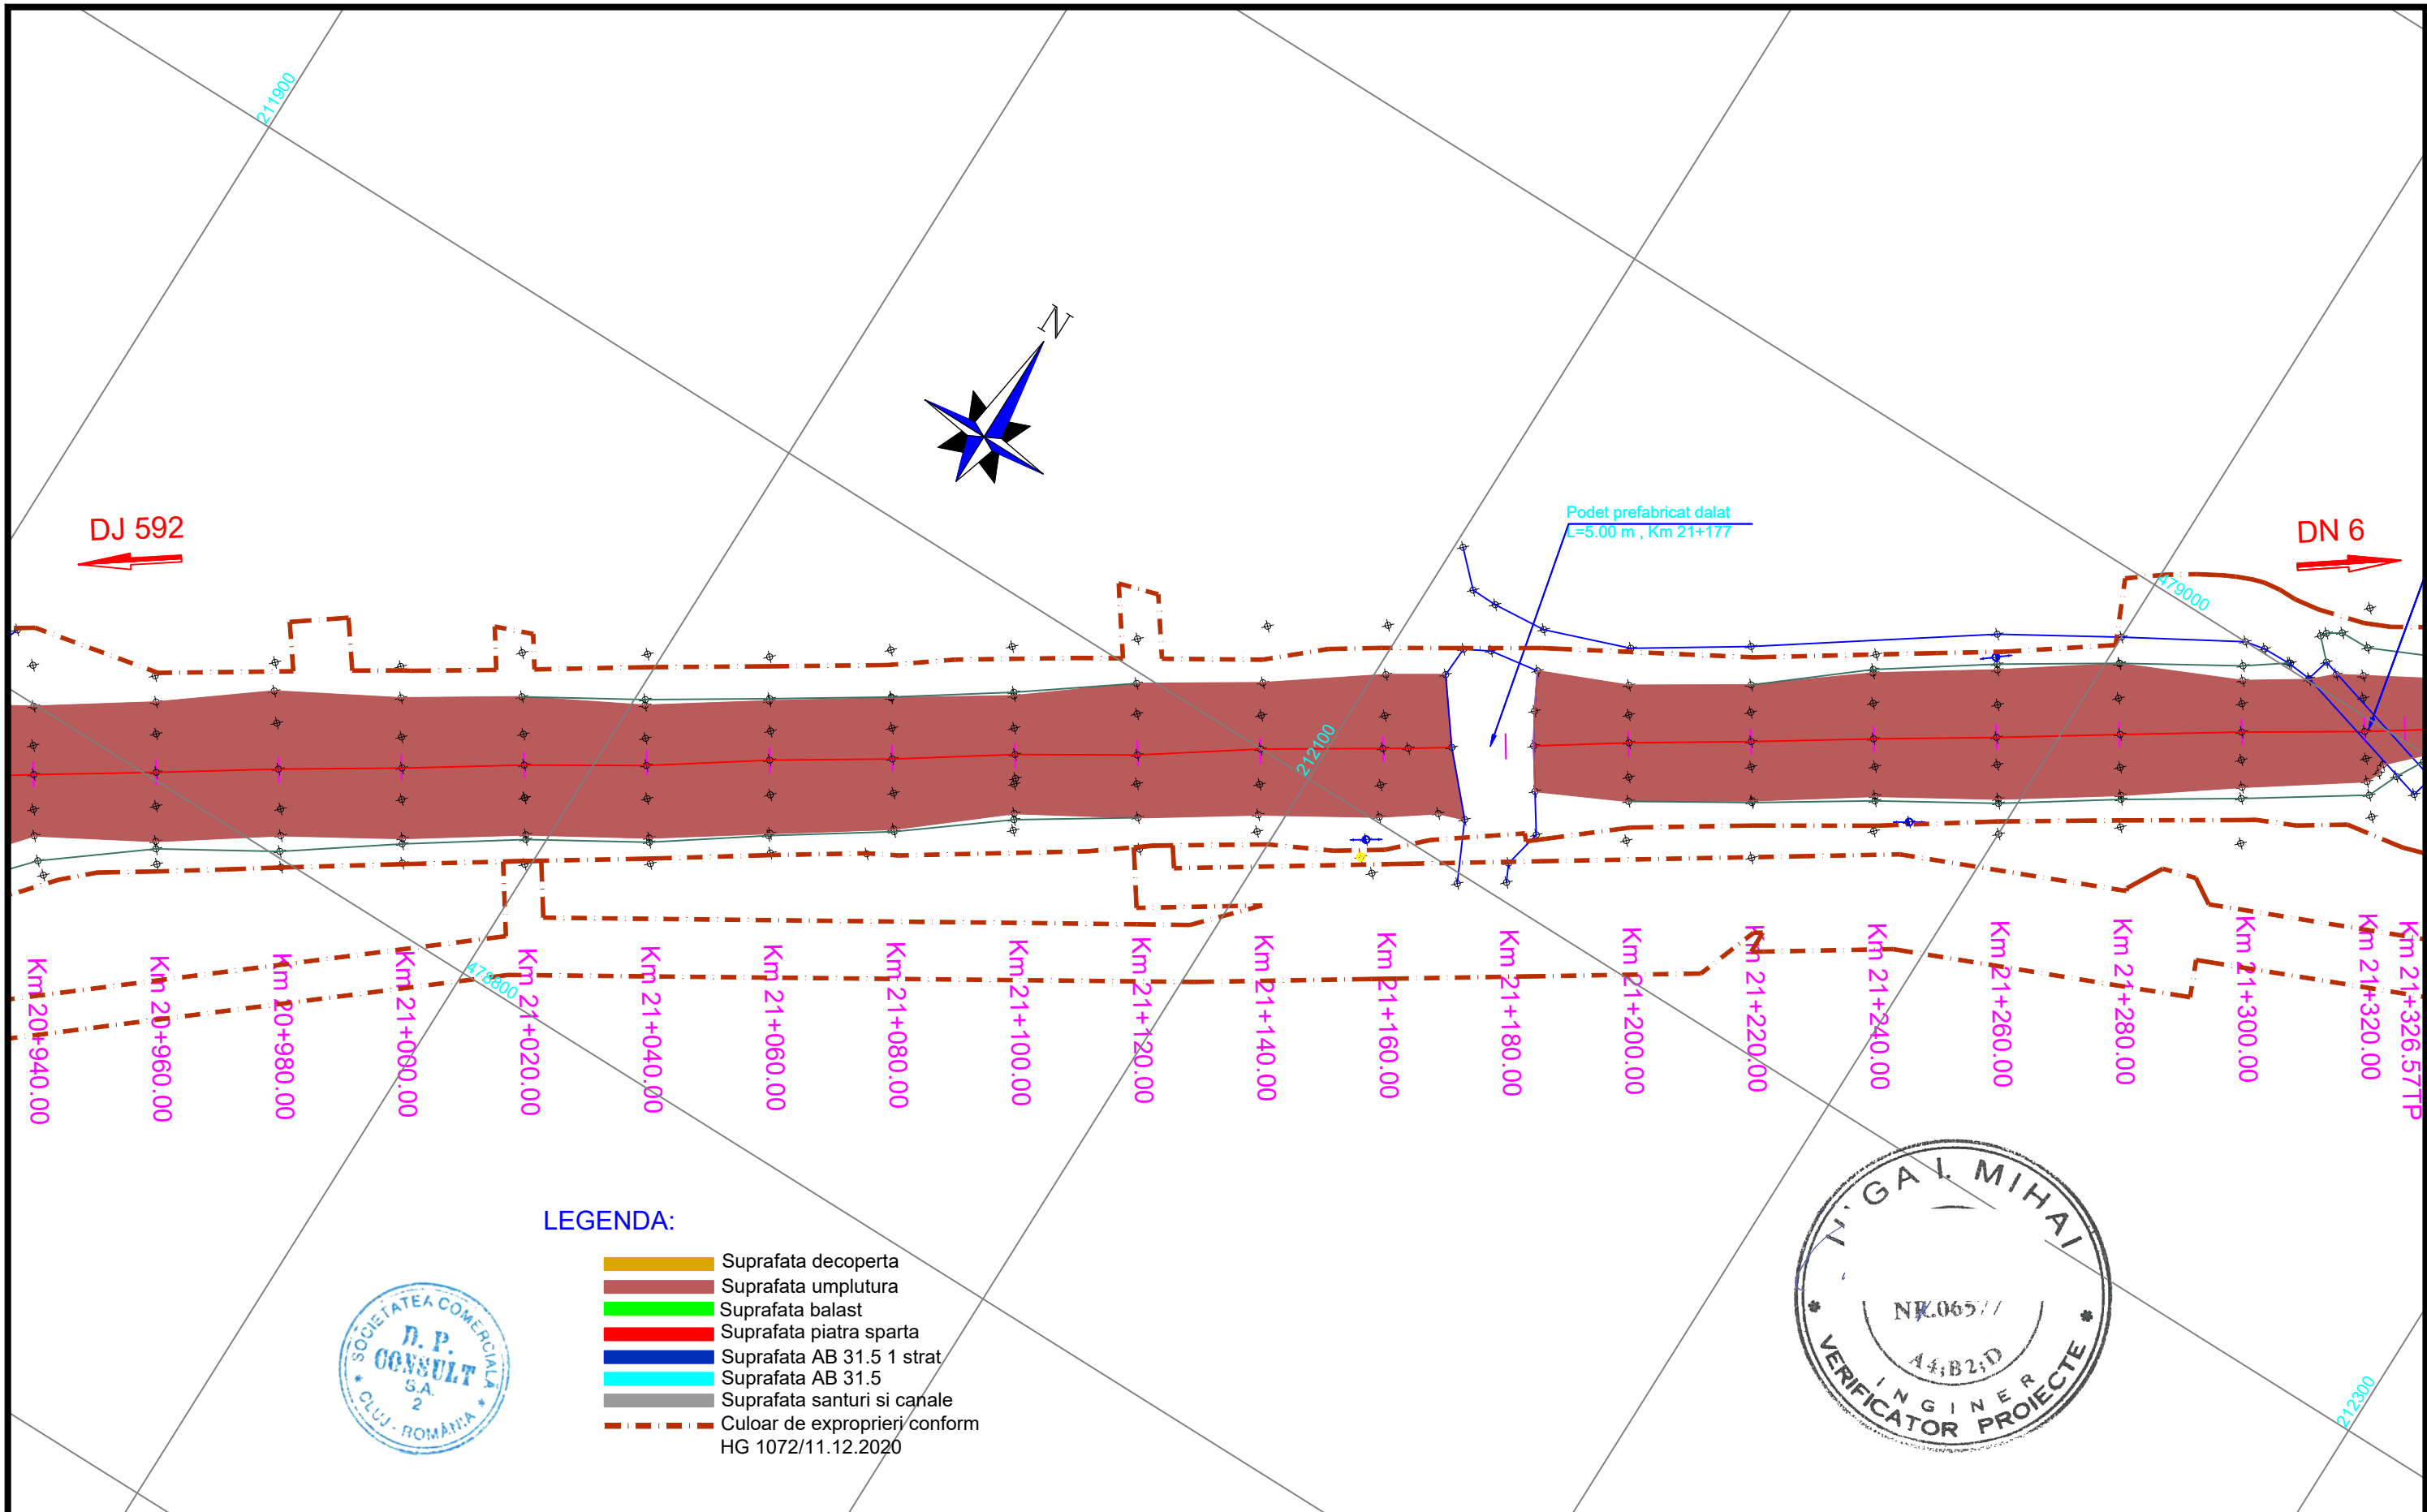 211900
N
DJ 592
Podet prefabricat dalat
L=5.00 m , Km 21+177
DN 6
479000
212100
478800
Km 20+940.00
Km 20+960.00
Km 20+980.00
Km 21+000.00
Km 21+020.00
Km 21+040.00
Km 21+060.00
Km 21+080.00
Km 21+100.00
Km 21+120.00
Km 21+140.00
Km 21+160.00
Km 21+180.00
Km 21+200.00
Km 21+220.00
Km 21+240.00
Km 21+260.00
Km 21+280.00
Km 21+300.00
Km 21+320.00
Km 21+326.57TP
LEGENDA:
Suprafata decoperta
Suprafata umplutura
Suprafata balast
Suprafata piatra sparta
Suprafata AB 31.5 1 strat
Suprafata AB 31.5
Suprafata santuri si canale
Culoar de exproprieri conform
HG 1072/11.12.2020
SOCIETATEA COMERCIALĂ
D. P.
CONSULT
S.A.
2
CLUJ - ROMÂNIA
I. MIHAI
NR.06577
A4;B2;D
INGINER
VERIFICATOR PROIECTE
212300